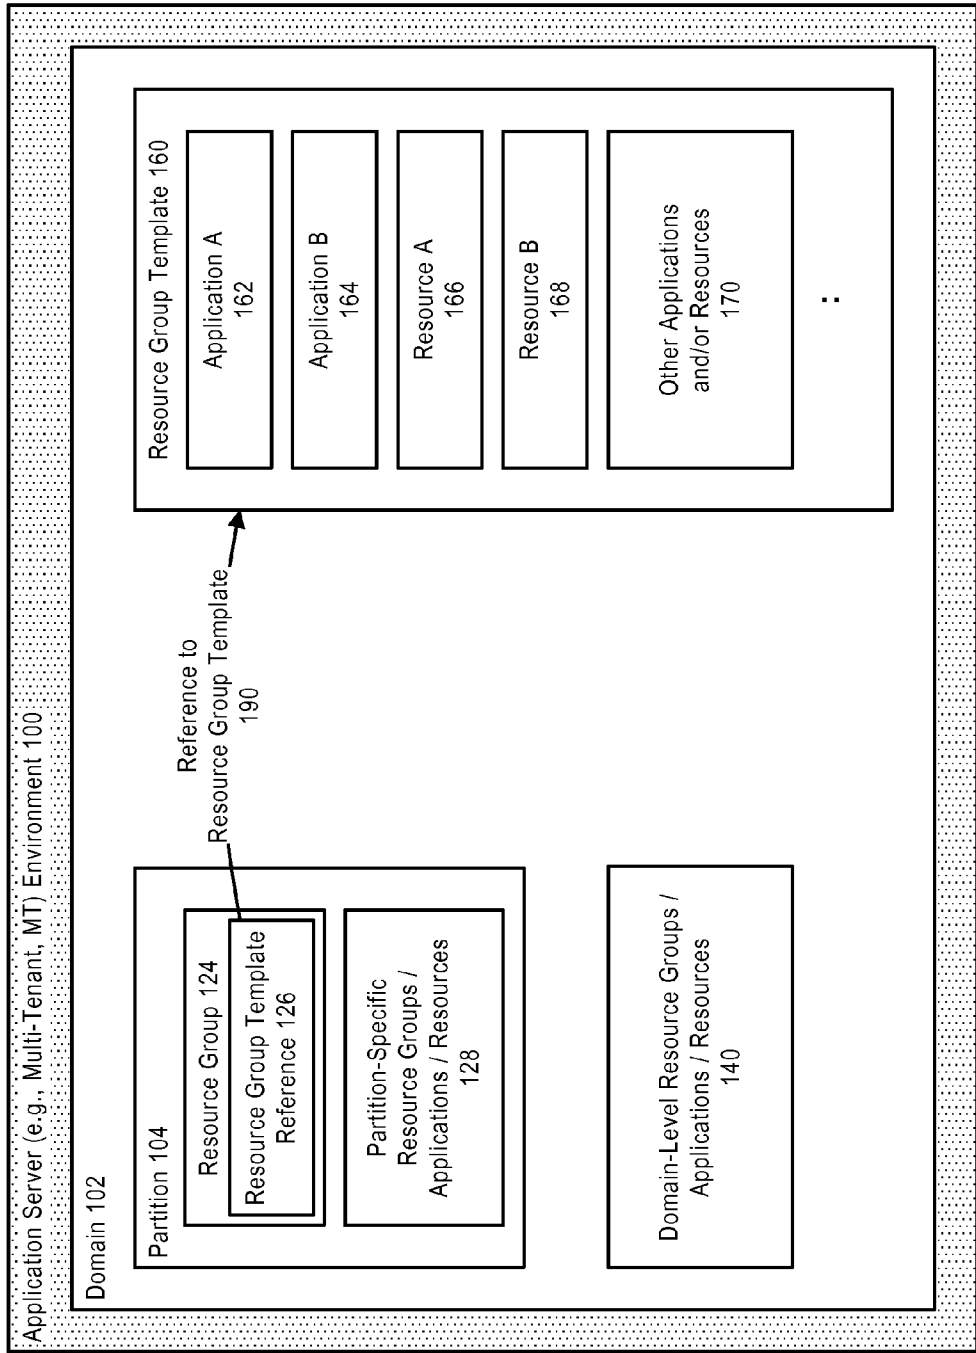 Application Server (e.g., Multi-Tenant, MT) Environment 100
Domain 102
Partition 104
Resource Group 124
Resource Group Template
Reference 126
Partition-Specific
Resource Groups /
Applications / Resources
128
Domain-Level Resource Groups /
Applications / Resources
140
Reference to
Resource Group Template
190
Resource Group Template 160
Application A
162
Application B
164
Resource A
166
Resource B
168
Other Applications
and/or Resources
170